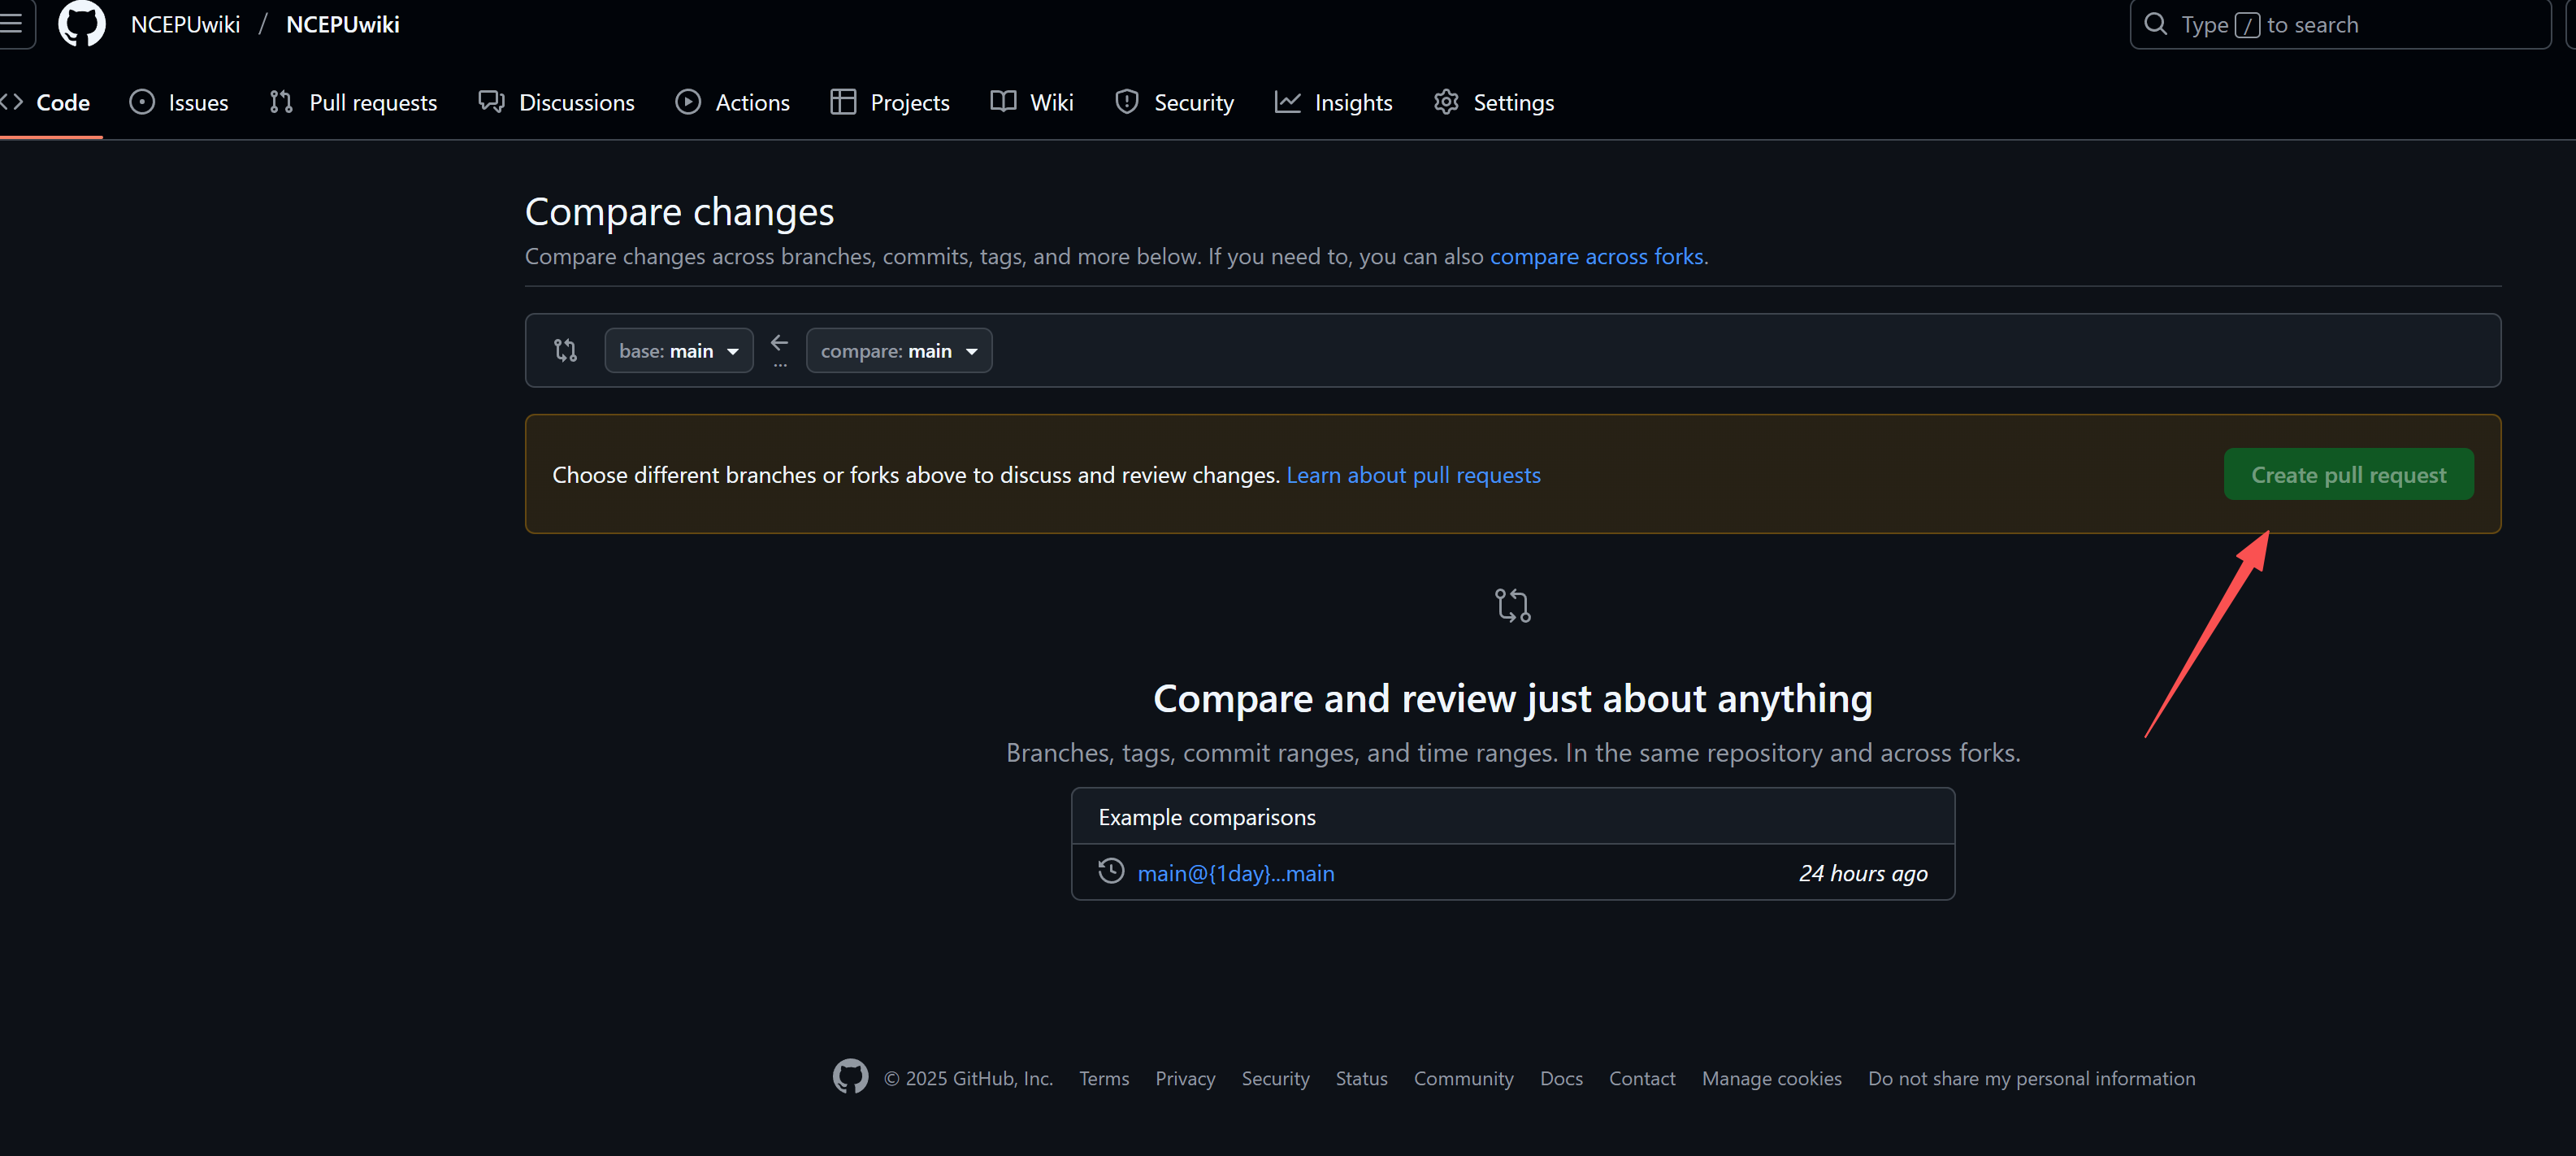 NCEPUwiki / NCEPUwiki
Type / to search
Code Issues Pull requests Discussions Actions Projects Wiki Security Insights Settings
Compare changes
Compare changes across branches, commits, tags, and more below. If you need to, you can also compare across forks.
base: main ← ... compare: main
Choose different branches or forks above to discuss and review changes. Learn about pull requests
Create pull request
Compare and review just about anything
Branches, tags, commit ranges, and time ranges. In the same repository and across forks.
Example comparisons
main@{1day}...main 24 hours ago
© 2025 GitHub, Inc. Terms Privacy Security Status Community Docs Contact Manage cookies Do not share my personal information